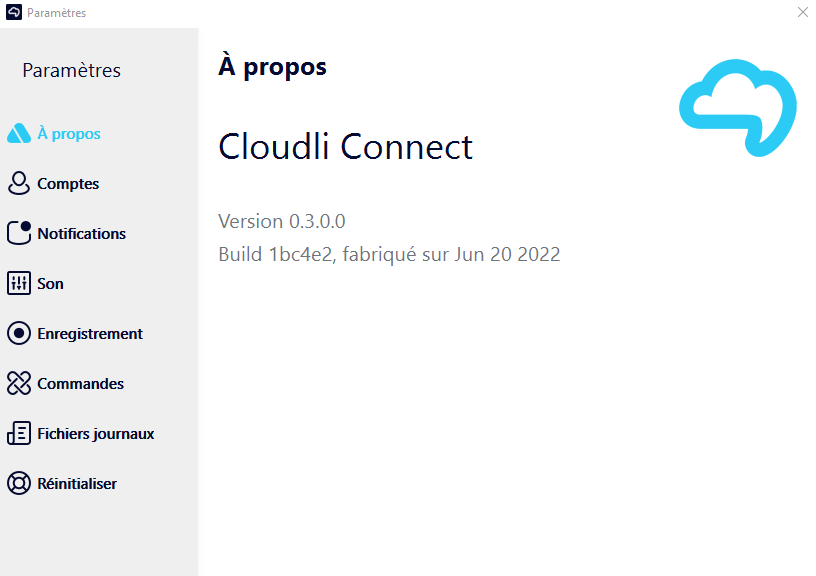 Paramètres
Paramètres
À propos
Comptes
Notifications
Son
Enregistrement
Commandes
Fichiers journaux
Réinitialiser
À propos
Cloudli Connect
Version 0.3.0.0
Build 1bc4e2, fabriqué sur Jun 20 2022